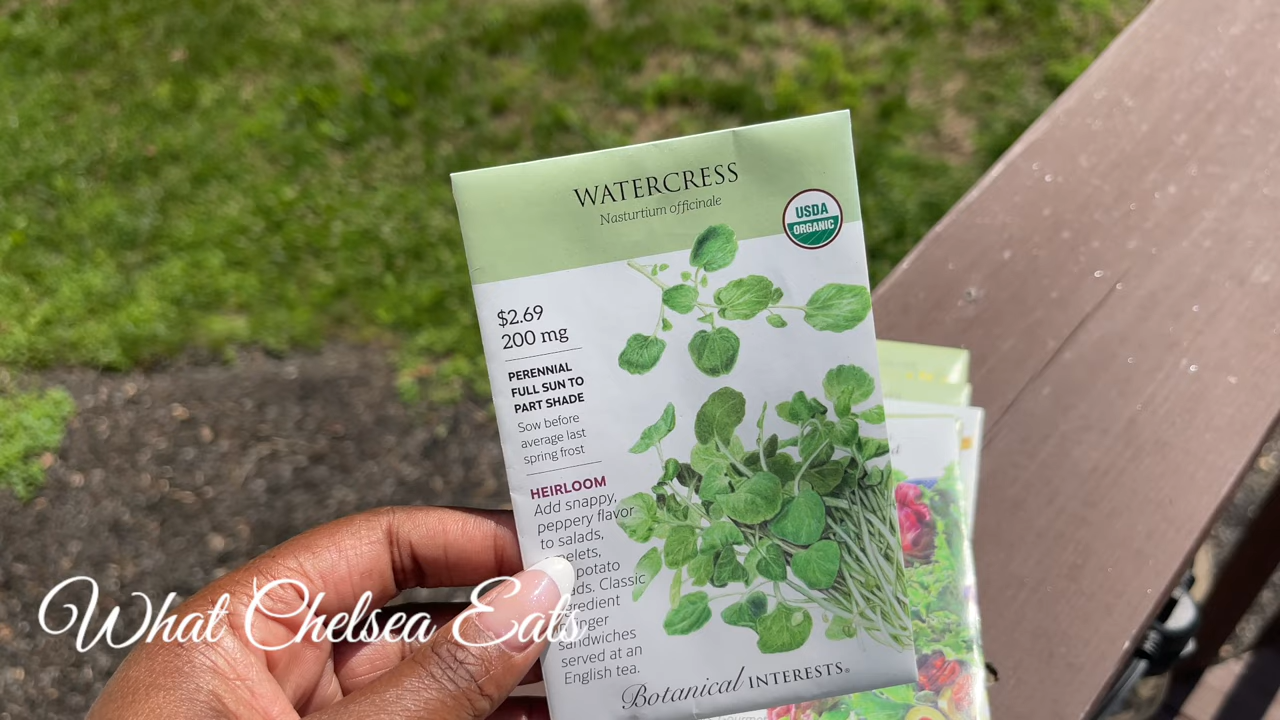 WATERCRESS
Nasturtium officinale
USDA
ORGANIC
$2.69
200 mg
PERENNIAL
FULL SUN TO
PART SHADE
Sow before
average last
spring frost
HEIRLOOM
Add snappy,
peppery flavor
to salads,
potato
Classic
sandwiches
served at an
English tea.
Botanical INTERESTS®
What Chelsea Eats